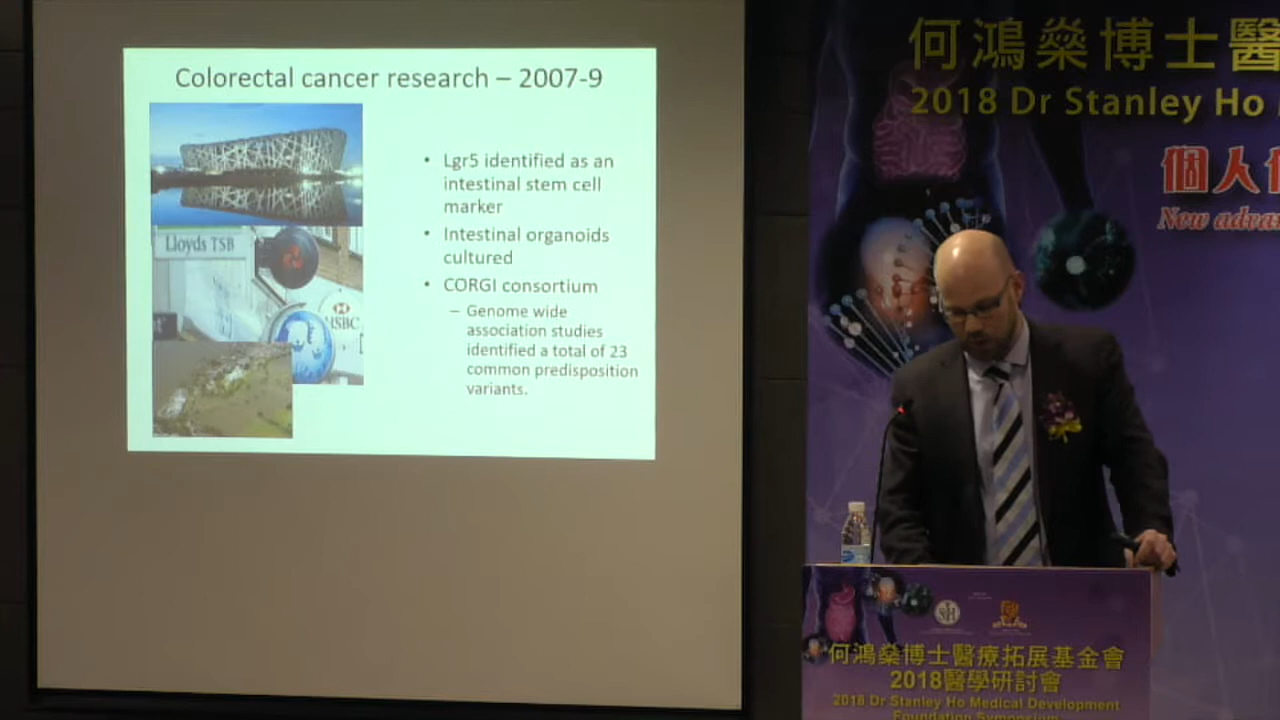 Colorectal cancer research – 2007-9
Lloyds TSB
HSBC
• Lgr5 identified as an
intestinal stem cell
marker
• Intestinal organoids
cultured
• CORGI consortium
– Genome wide
association studies
identified a total of 23
common predisposition
variants.
何鴻燊博士醫
2018 Dr Stanley Ho
個人
New adva
何鴻燊博士醫療拓展基金會
2018醫學研討會
2018 Dr Stanley Ho Medical Development
Foundation Symposium